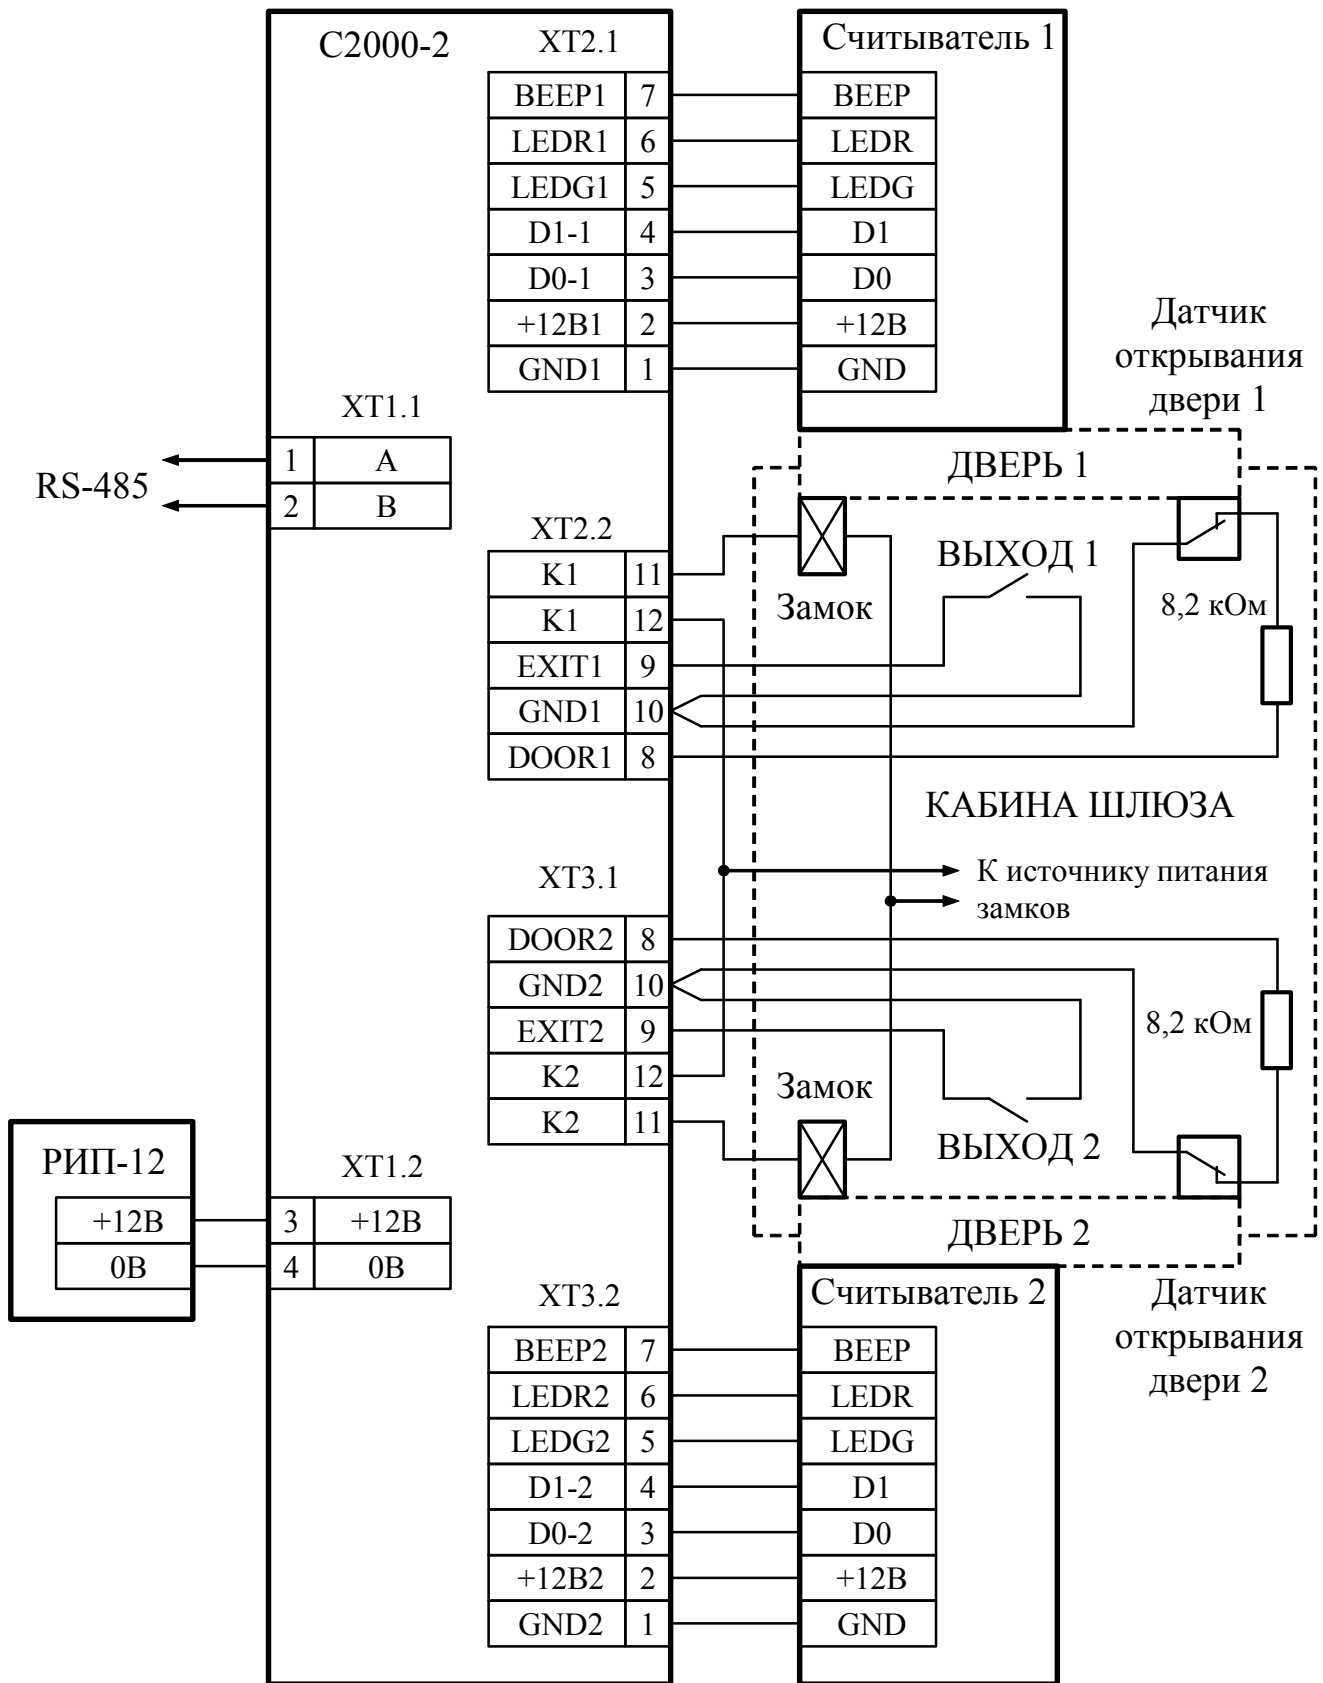 С2000-2
XT2.1
BEEP1 7
LEDR1 6
LEDG1 5
D1-1 4
D0-1 3
+12В1 2
GND1 1
Считыватель 1
BEEP
LEDR
LEDG
D1
D0
+12В
GND
Датчик
открывания
двери 1
XT1.1
1 A
2 B
RS-485
XT2.2
K1 11
K1 12
EXIT1 9
GND1 10
DOOR1 8
ДВЕРЬ 1
Замок
ВЫХОД 1
8,2 кОм
КАБИНА ШЛЮЗА
К источнику питания
замков
XT3.1
DOOR2 8
GND2 10
EXIT2 9
K2 12
K2 11
8,2 кОм
Замок
ВЫХОД 2
ДВЕРЬ 2
РИП-12
+12В
0В
XT1.2
3 +12В
4 0В
XT3.2
BEEP2 7
LEDR2 6
LEDG2 5
D1-2 4
D0-2 3
+12В2 2
GND2 1
Считыватель 2
BEEP
LEDR
LEDG
D1
D0
+12В
GND
Датчик
открывания
двери 2